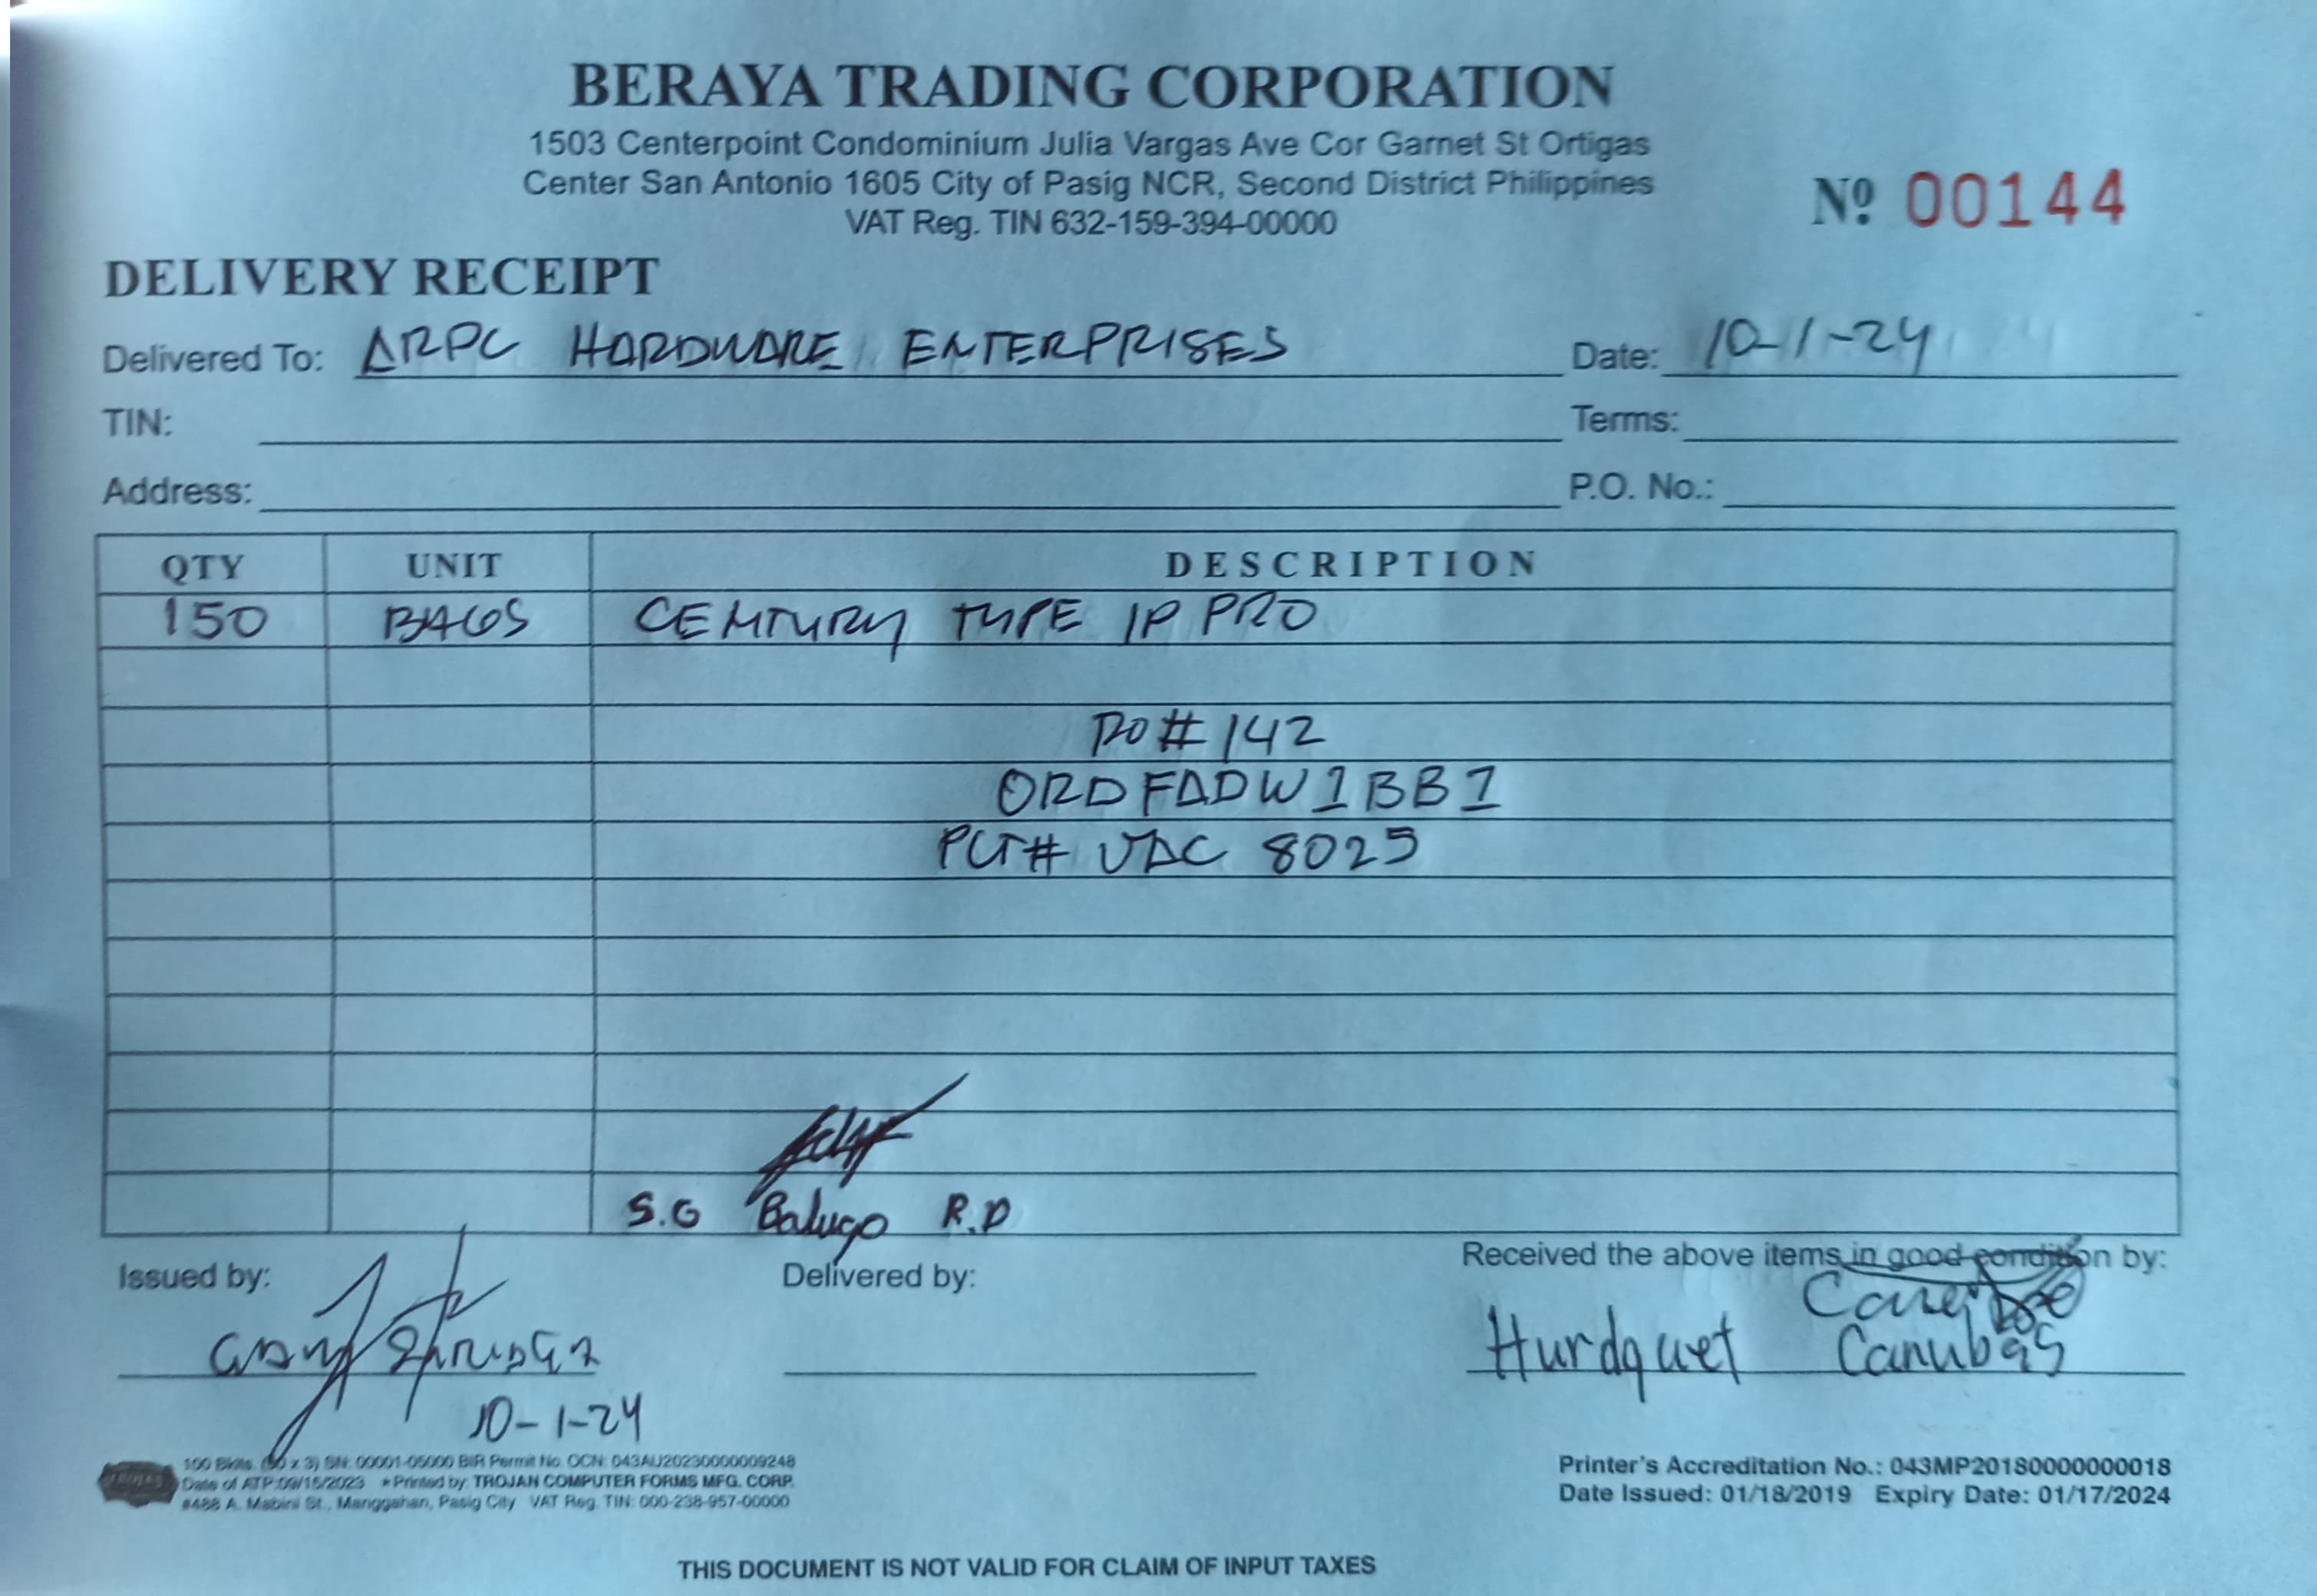 BERAYA TRADING CORPORATION
1503 Centerpoint Condominium Julia Vargas Ave Cor Garnet St Ortigas
Center San Antonio 1605 City of Pasig NCR, Second District Philippines
VAT Reg. TIN 632-159-394-00000
Nº 00144
DELIVERY RECEIPT
Delivered To: ARPC HARDWARE ENTERPRISES Date: 10-1-24
TIN: Terms:
Address: P.O. No.:
QTY UNIT DESCRIPTION
150 BAGS CENTURY TYPE 1P PRO
PO# 142
ORDFADW1BB1
PLT# VAC 8025
S.G Balugo R.D
Issued by: Delivered by: Received the above items in good condition by:
Hurdquet Canubas
10-1-24
100 Bklts. (50 x 3) SN: 00001-05000 BIR Permit No. OCN: 043AU20230000009248
Date of ATP:09/15/2023 * Printed by: TROJAN COMPUTER FORMS MFG. CORP.
#488 A. Mabini St., Manggahan, Pasig City VAT Reg. TIN: 000-238-957-00000
Printer's Accreditation No.: 043MP20180000000018
Date Issued: 01/18/2019 Expiry Date: 01/17/2024
THIS DOCUMENT IS NOT VALID FOR CLAIM OF INPUT TAXES